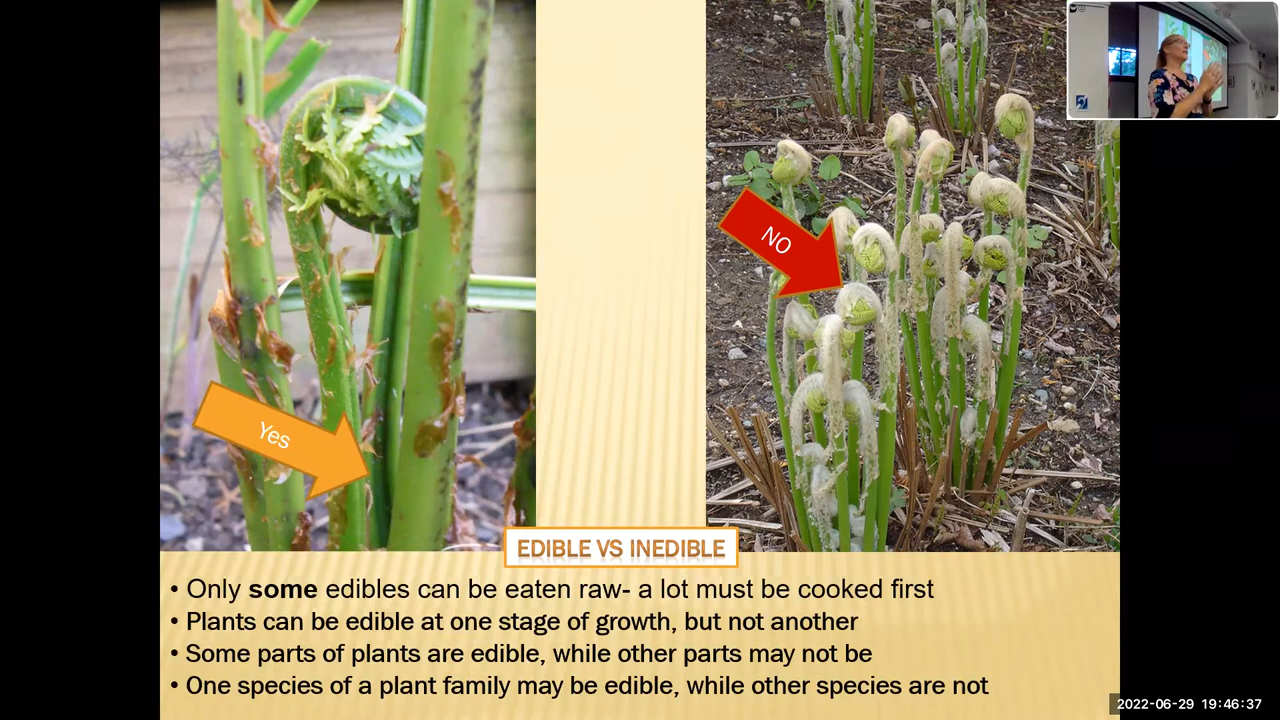 Yes
NO
EDIBLE VS INEDIBLE
• Only some edibles can be eaten raw- a lot must be cooked first
• Plants can be edible at one stage of growth, but not another
• Some parts of plants are edible, while other parts may not be
• One species of a plant family may be edible, while other species are not
2022-06-29 19:46:37